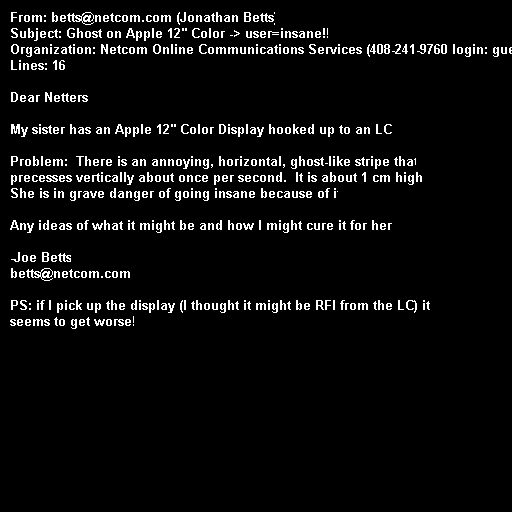 From: betts@netcom.com (Jonathan Betts)
Subject: Ghost on Apple 12" Color -> user=insane!!
Organization: Netcom Online Communications Services (408-241-9760 login: gue
Lines: 16
Dear Netters
My sister has an Apple 12" Color Display hooked up to an LC
Problem:  There is an annoying, horizontal, ghost-like stripe that
precesses vertically about once per second.  It is about 1 cm high
She is in grave danger of going insane because of i
Any ideas of what it might be and how I might cure it for her
-Joe Betts
betts@netcom.com
PS: if I pick up the display (I thought it might be RFI from the LC) it
seems to get worse!